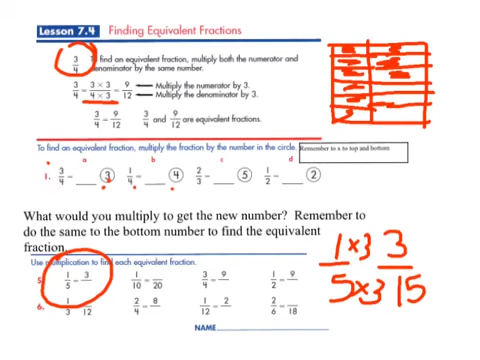 Lesson 7.4 Finding Equivalent Fractions
3/4 find an equivalent fraction, multiply both the numerator and
denominator by the same number.
3/4 = 3 × 3 / 4 × 3 = 9/12 Multiply the numerator by 3.
Multiply the denominator by 3.
3/4 = 9/12 3/4 and 9/12 are equivalent fractions.
To find an equivalent fraction, multiply the fraction by the number in the circle.
Remember to x to top and bottom
a b c d
1. 3/4 = ___ 3 1/4 = ___ 4 2/3 = ___ 5 1/2 = ___ 2
What would you multiply to get the new number? Remember to
do the same to the bottom number to find the equivalent
fraction.
Use multiplication to find each equivalent fraction.
5. 1/5 = 3/ 1/10 = /20 3/4 = 9/ 1/2 = 9/
6. 1/3 = /12 2/4 = 8/ 1/12 = 2/ 2/6 = /18
1 x 3 3
5 x 3 15
NAME